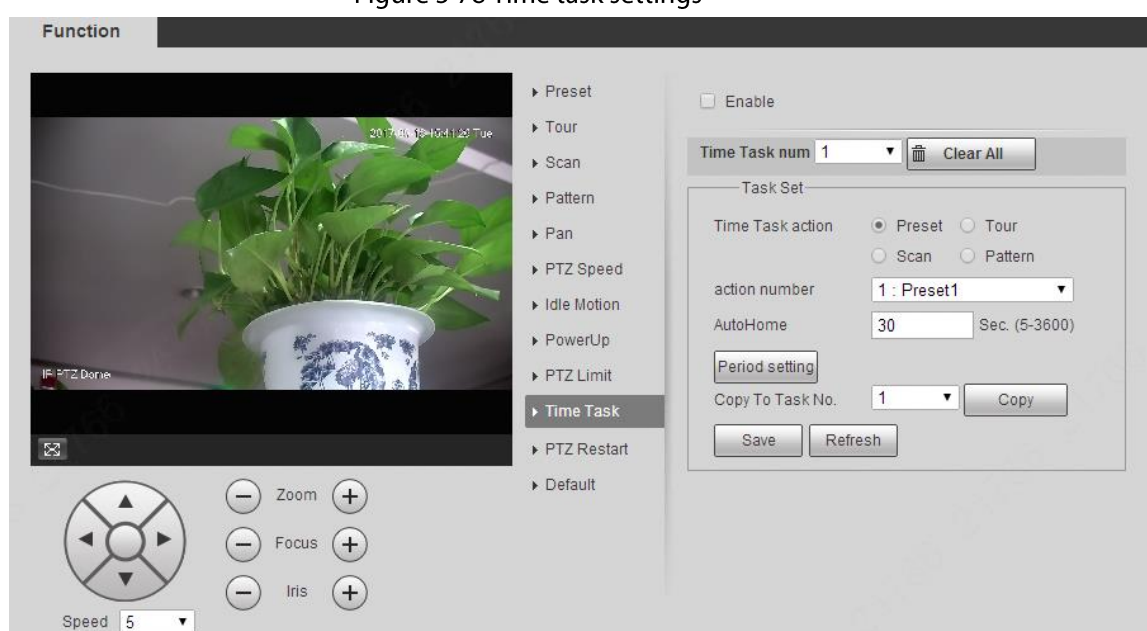 Function
Preset
Tour
Scan
Pattern
Pan
PTZ Speed
Idle Motion
PowerUp
PTZ Limit
Time Task
PTZ Restart
Default
Enable
Time Task num 1 Clear All
Task Set
Time Task action Preset Tour
Scan Pattern
action number 1 : Preset1
AutoHome 30 Sec. (5-3600)
Period setting
Copy To Task No. 1 Copy
Save Refresh
Zoom
Focus
Iris
Speed 5